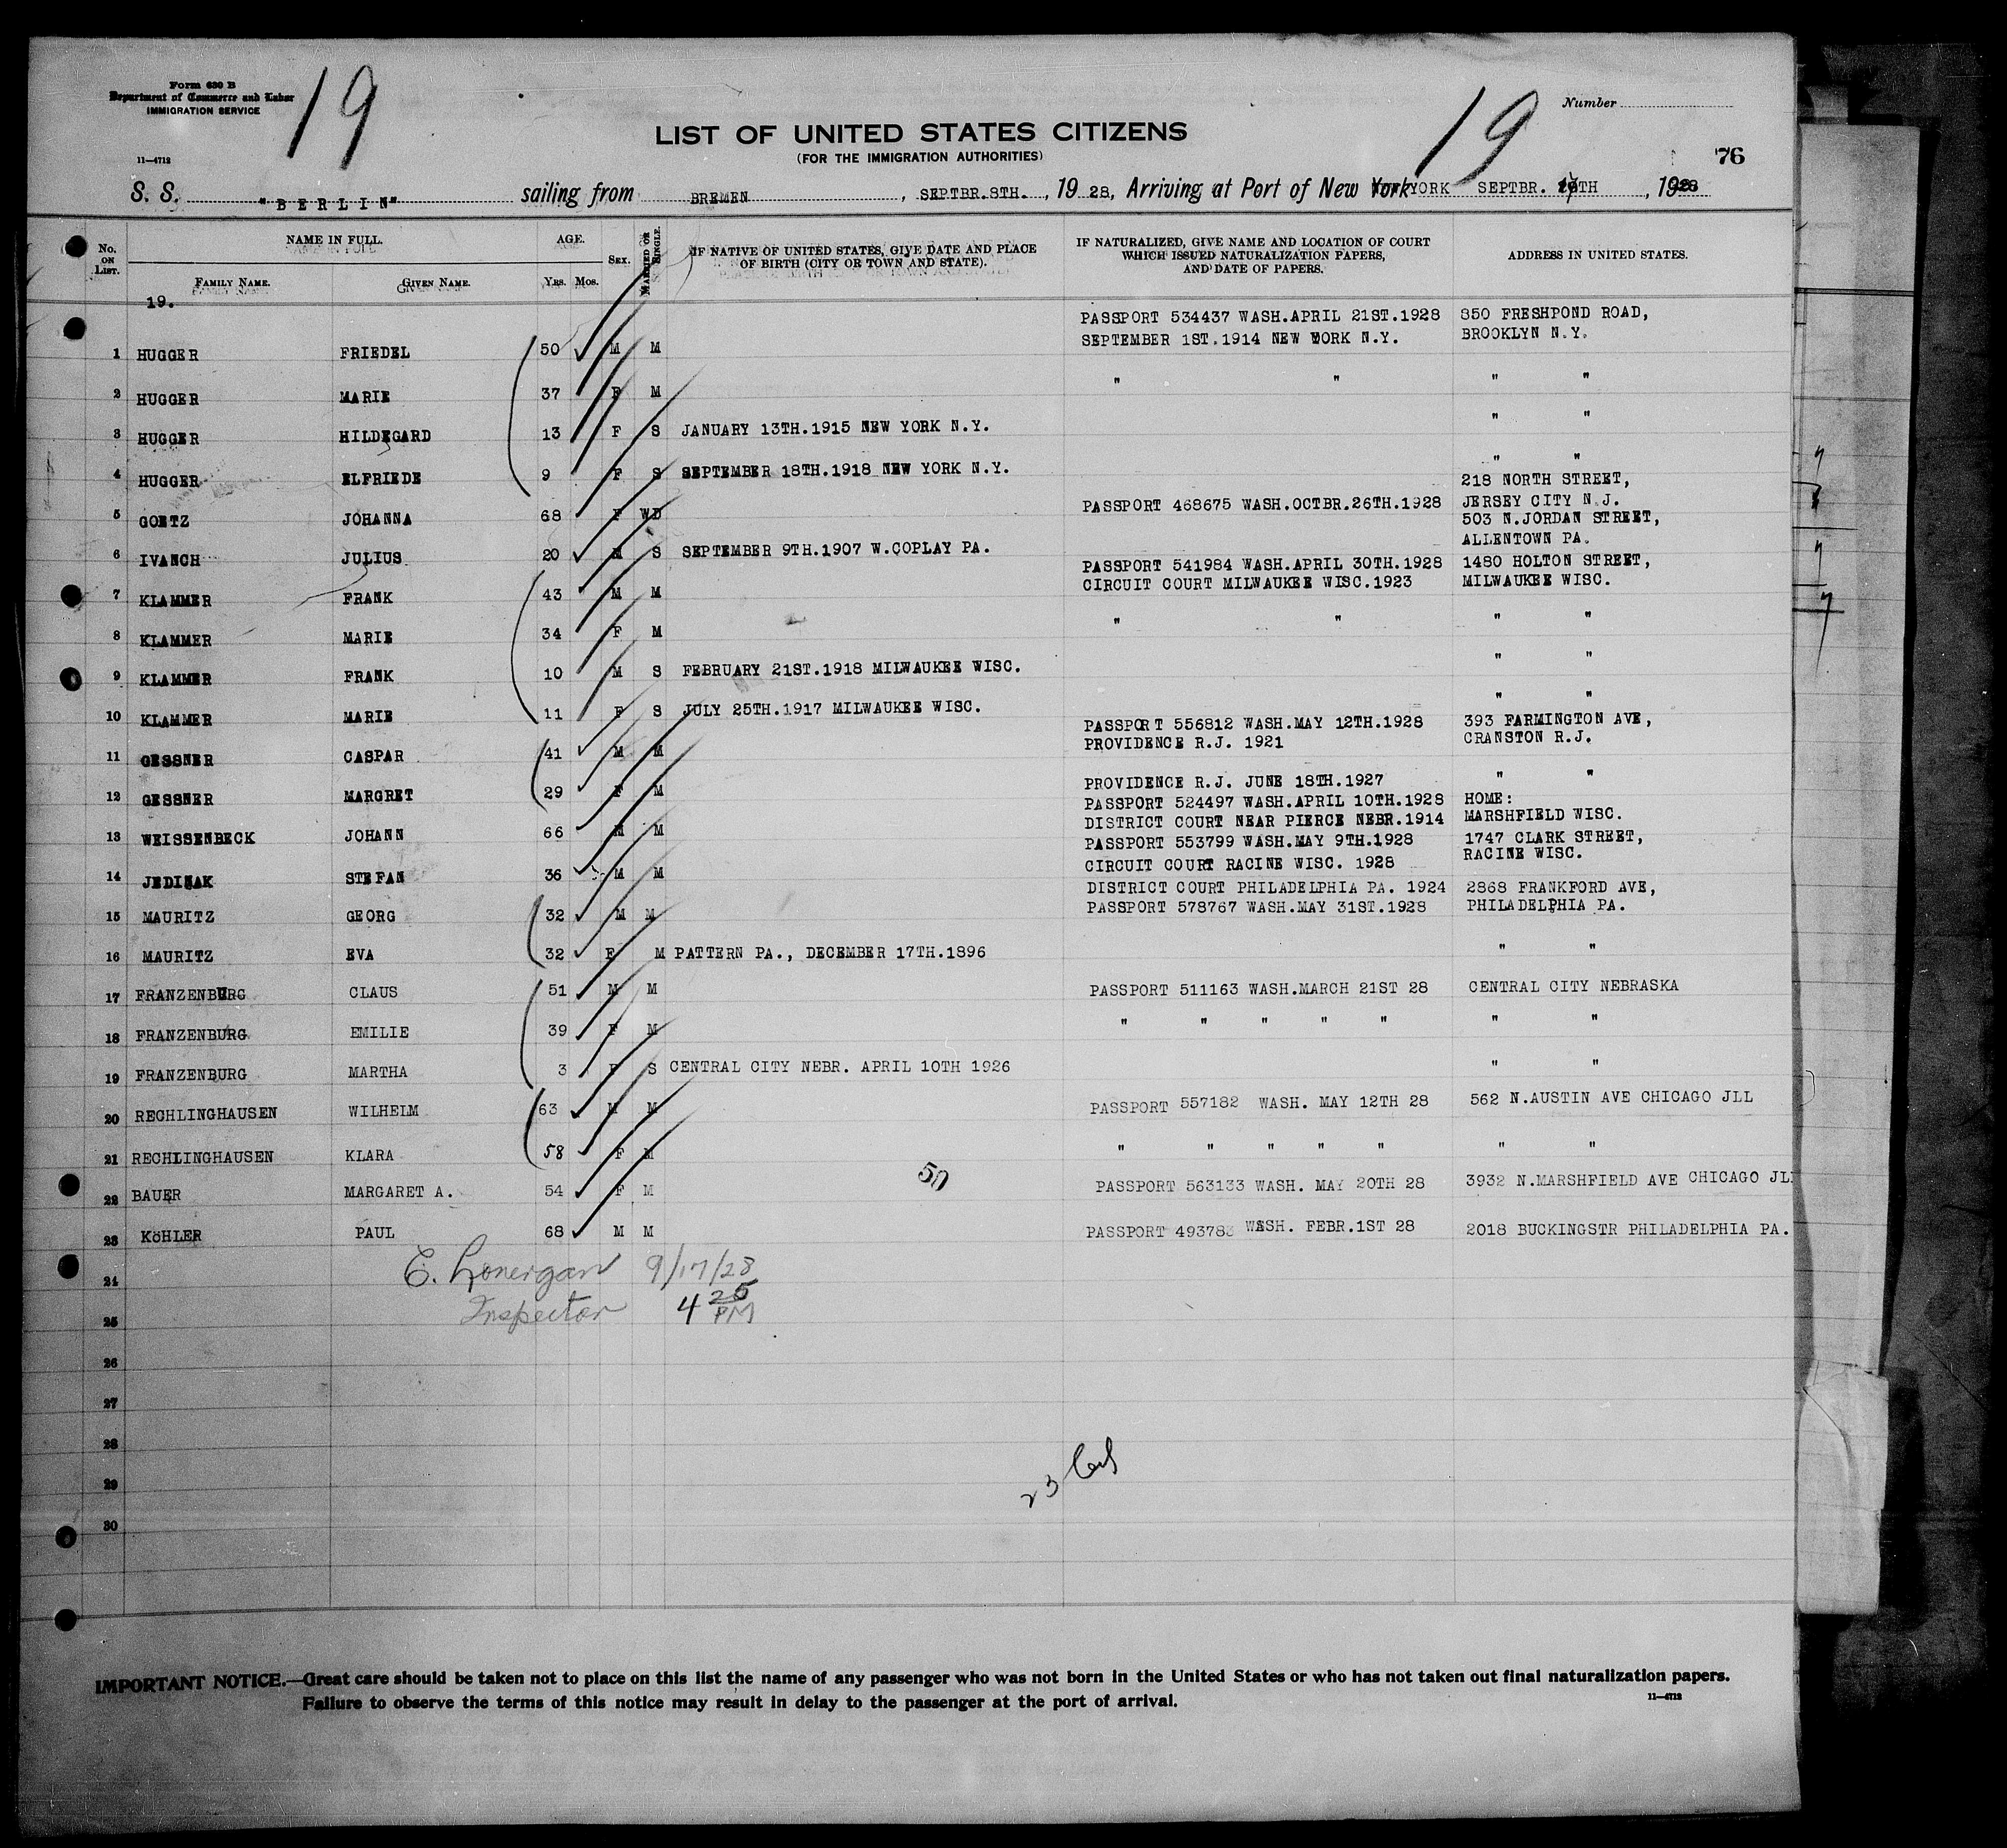 Form 630 B
Department of Commerce and Labor
IMMIGRATION SERVICE
19
19
Number
11—4712
LIST OF UNITED STATES CITIZENS
(FOR THE IMMIGRATION AUTHORITIES)
76
S. S. "BERLIN" sailing from BREMEN, SEPTBR.8TH., 19 28, Arriving at Port of New York YORK SEPTBR. 17TH, 1928
No. ON LIST.
NAME IN FULL.
FAMILY NAME. GIVEN NAME.
AGE.
YRS. MOS.
SEX.
MARRIED OR SINGLE.
IF NATIVE OF UNITED STATES, GIVE DATE AND PLACE
OF BIRTH (CITY OR TOWN AND STATE).
IF NATURALIZED, GIVE NAME AND LOCATION OF COURT
WHICH ISSUED NATURALIZATION PAPERS,
AND DATE OF PAPERS.
ADDRESS IN UNITED STATES.
19.
PASSPORT 534437 WASH.APRIL 21ST.1928 850 FRESHPOND ROAD,
SEPTEMBER 1ST.1914 NEW YORK N.Y. BROOKLYN N.Y.
1 HUGGER FRIEDEL 50 M M
2 HUGGER MARIE 37 F M " " " "
3 HUGGER HILDEGARD 13 F S JANUARY 13TH.1915 NEW YORK N.Y. " "
4 HUGGER ELFRIEDE 9 F S SEPTEMBER 18TH.1918 NEW YORK N.Y. " "
218 NORTH STREET,
5 GOETZ JOHANNA 68 F WD PASSPORT 468675 WASH.OCTBR.26TH.1928 JERSEY CITY N.J.
503 N.JORDAN STREET,
6 IVANCH JULIUS 20 M S SEPTEMBER 9TH.1907 W.COPLAY PA. ALLENTOWN PA.
PASSPORT 541984 WASH.APRIL 30TH.1928 1480 HOLTON STREET,
7 KLAMMER FRANK 43 M M CIRCUIT COURT MILWAUKEE WISC.1923 MILWAUKEE WISC.
8 KLAMMER MARIE 34 F M " " " "
9 KLAMMER FRANK 10 M S FEBRUARY 21ST.1918 MILWAUKEE WISC. " "
10 KLAMMER MARIE 11 F S JULY 25TH.1917 MILWAUKEE WISC. " "
PASSPORT 556812 WASH.MAY 12TH.1928 393 FARMINGTON AVE,
11 GESSNER CASPAR 41 M M PROVIDENCE R.J. 1921 CRANSTON R.J.
12 GESSNER MARGRET 29 F M PROVIDENCE R.J. JUNE 18TH.1927 " "
PASSPORT 524497 WASH.APRIL 10TH.1928 HOME:
13 WEISSENBECK JOHANN 66 M M DISTRICT COURT NEAR PIERCE NEBR.1914 MARSHFIELD WISC.
PASSPORT 553799 WASH.MAY 9TH.1928 1747 CLARK STREET,
14 JEDINAK STEFAN 36 M M CIRCUIT COURT RACINE WISC. 1928 RACINE WISC.
DISTRICT COURT PHILADELPHIA PA. 1924 2868 FRANKFORD AVE,
15 MAURITZ GEORG 32 M M PASSPORT 578767 WASH.MAY 31ST.1928 PHILADELPHIA PA.
16 MAURITZ EVA 32 F M PATTERN PA., DECEMBER 17TH.1896 " "
17 FRANZENBURG CLAUS 51 M M PASSPORT 511163 WASH.MARCH 21ST 28 CENTRAL CITY NEBRASKA
18 FRANZENBURG EMILIE 39 F M " " " " " " "
19 FRANZENBURG MARTHA 3 F S CENTRAL CITY NEBR. APRIL 10TH 1926 " "
20 RECHLINGHAUSEN WILHELM 63 M M PASSPORT 557182 WASH. MAY 12TH 28 562 N.AUSTIN AVE CHICAGO JLL
21 RECHLINGHAUSEN KLARA 58 F M " " " " " " "
50
22 BAUER MARGARET A. 54 F M PASSPORT 563133 WASH. MAY 20TH 28 3932 N.MARSHFIELD AVE CHICAGO JL
23 KöHLER PAUL 68 M M PASSPORT 493783 WASH. FEBR.1ST 28 2018 BUCKINGSTR PHILADELPHIA PA.
24 E. Lonergan 9/17/28
Inspector 4 25 PM
25
26
27
28
29 23
30
IMPORTANT NOTICE.—Great care should be taken not to place on this list the name of any passenger who was not born in the United States or who has not taken out final naturalization papers.
Failure to observe the terms of this notice may result in delay to the passenger at the port of arrival.
11—4712